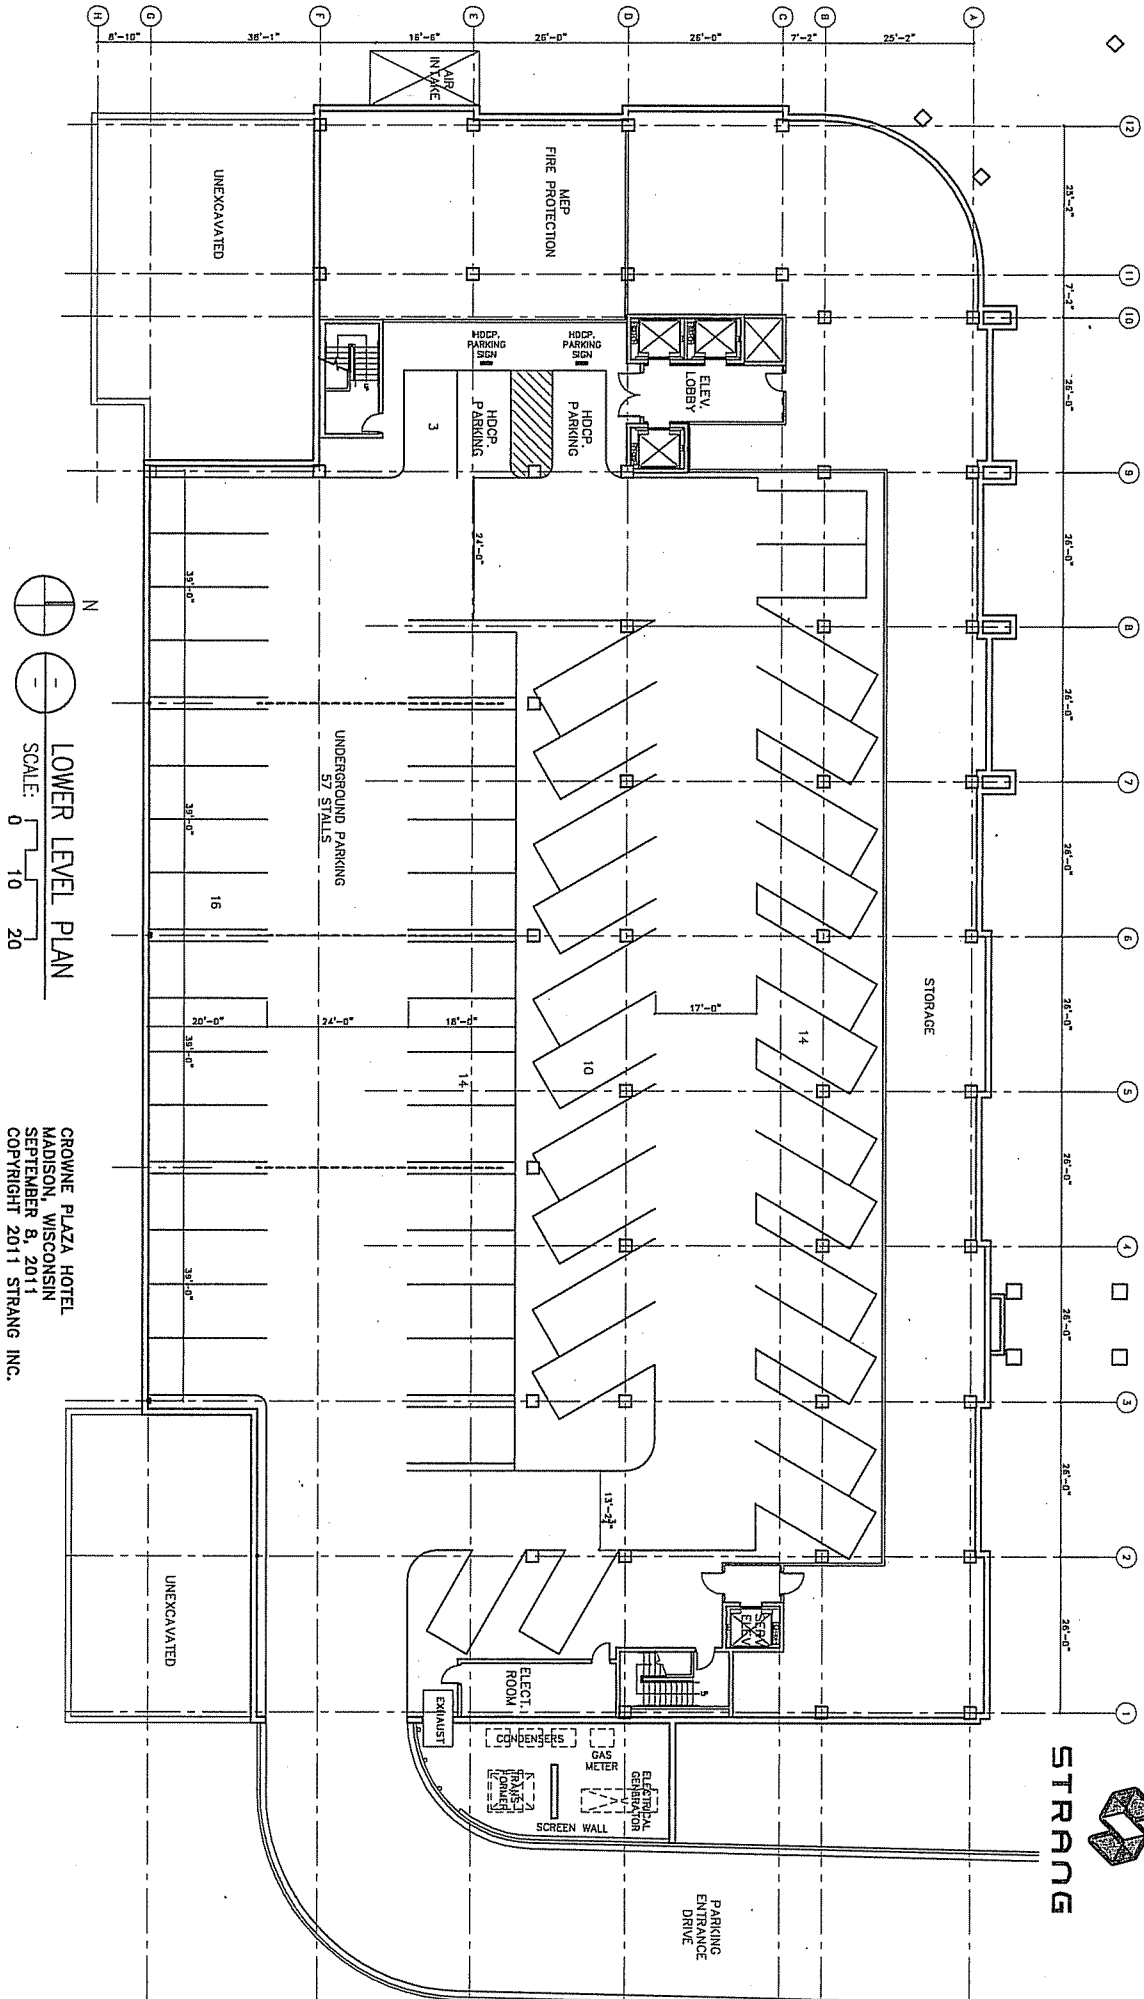 H
G
F
E
D
C
B
A
8'-10"
38'-1"
16'-6"
26'-0"
26'-0"
7'-2"
25'-2"
12
11
10
9
8
7
6
5
4
3
2
1
25'-2"
7'-2"
26'-0"
26'-0"
26'-0"
26'-0"
26'-0"
26'-0"
26'-0"
26'-0"
26'-0"
AIR
INTAKE
UNEXCAVATED
MEP
FIRE PROTECTION
HDCP.
PARKING
SIGN
HDCP.
PARKING
SIGN
ELEV.
LOBBY
3
HDCP.
PARKING
HDCP.
PARKING
24'-0"
39'-0"
39'-0"
39'-0"
39'-0"
UNDERGROUND PARKING
57 STALLS
16
20'-0"
24'-0"
18'-0"
17'-0"
14
10
14
STORAGE
13'-2¾"
UNEXCAVATED
SERV.
ELEV.
ELECT.
ROOM
EXHAUST
CONDENSERS
GAS
METER
TRANS
FORMER
ELECTRICAL
GENERATOR
SCREEN WALL
PARKING
ENTRANCE
DRIVE
N
LOWER LEVEL PLAN
SCALE: 0 10 20
CROWNE PLAZA HOTEL
MADISON, WISCONSIN
SEPTEMBER 8, 2011
COPYRIGHT 2011 STRANG INC.
STRANG